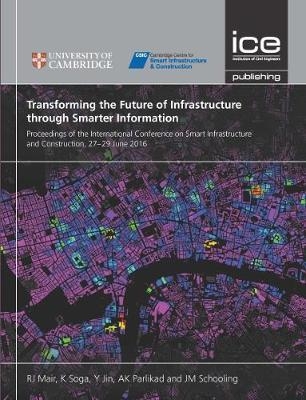 UNIVERSITY OF
CAMBRIDGE
CSIC
Cambridge Centre for
Smart Infrastructure
& Construction
ice
Institution of Civil Engineers
publishing
Transforming the Future of Infrastructure
through Smarter Information
Proceedings of the International Conference on Smart Infrastructure
and Construction, 27–29 June 2016
RJ Mair, K Soga, Y Jin, AK Parlikad and JM Schooling